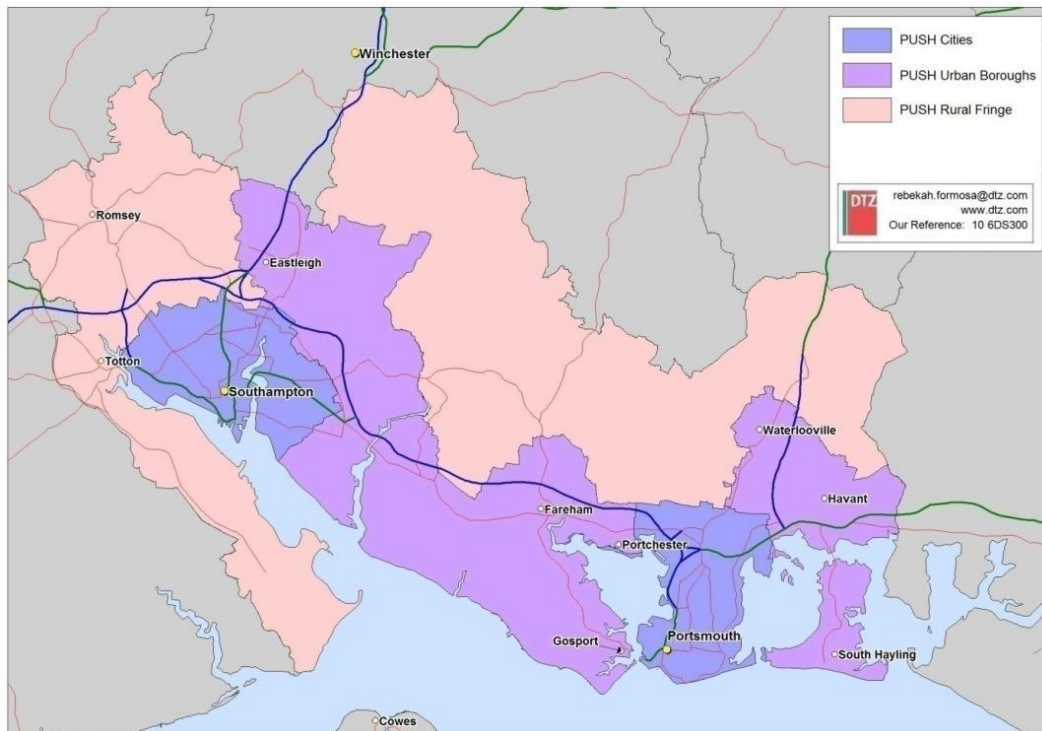 Winchester
PUSH Cities
PUSH Urban Boroughs
PUSH Rural Fringe
DTZ
rebekah.formosa@dtz.com
www.dtz.com
Our Reference: 10 6DS300
Romsey
Eastleigh
Totton
Southampton
Waterlooville
Havant
Fareham
Portchester
Gosport
Portsmouth
South Hayling
Cowes